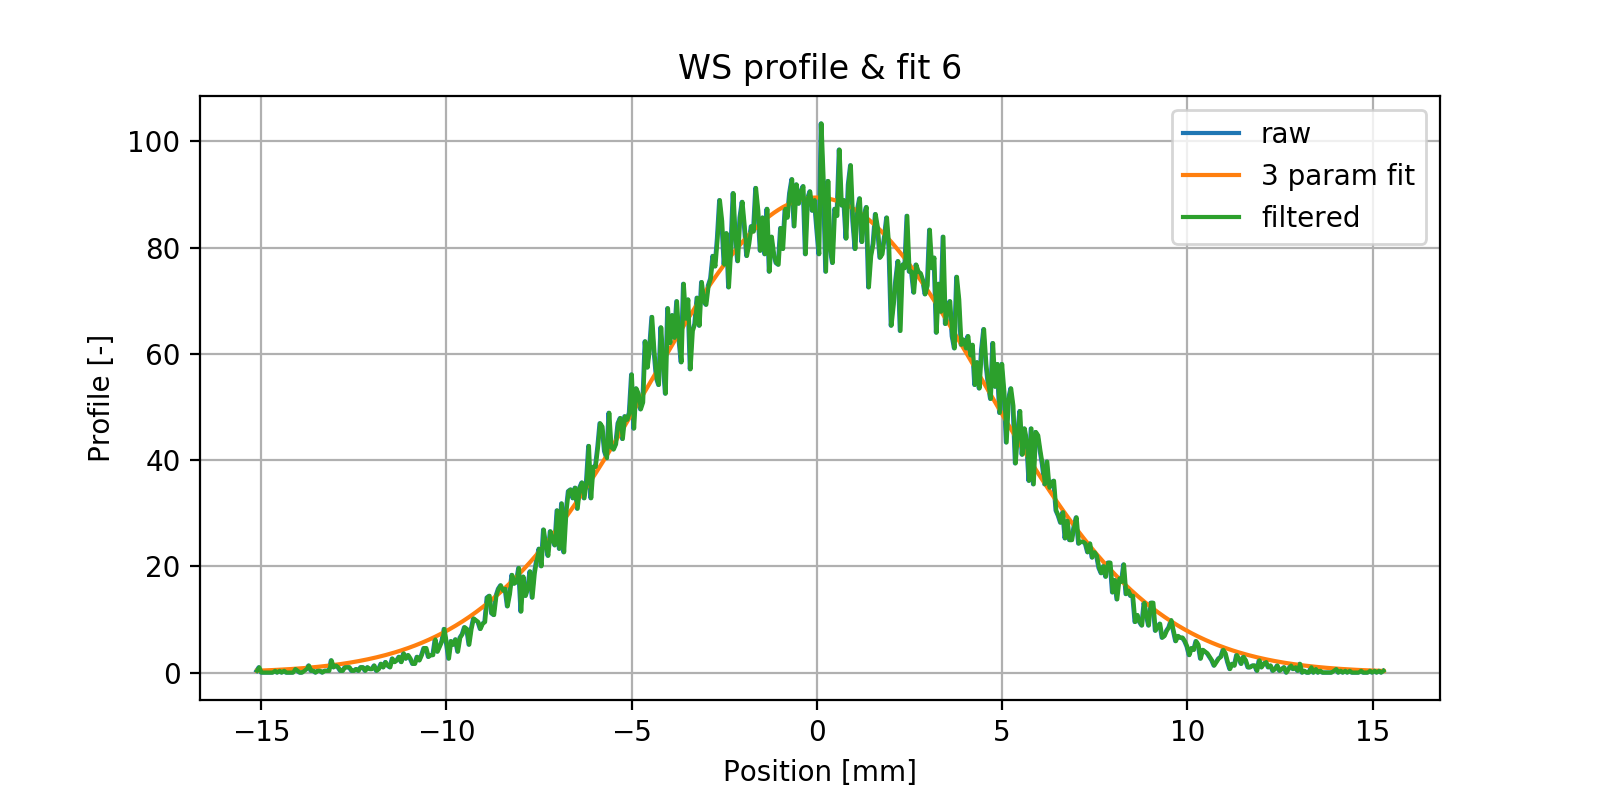 WS profile & fit 6
raw
3 param fit
filtered
100
80
60
40
20
0
Profile [-]
−15 −10 −5 0 5 10 15
Position [mm]